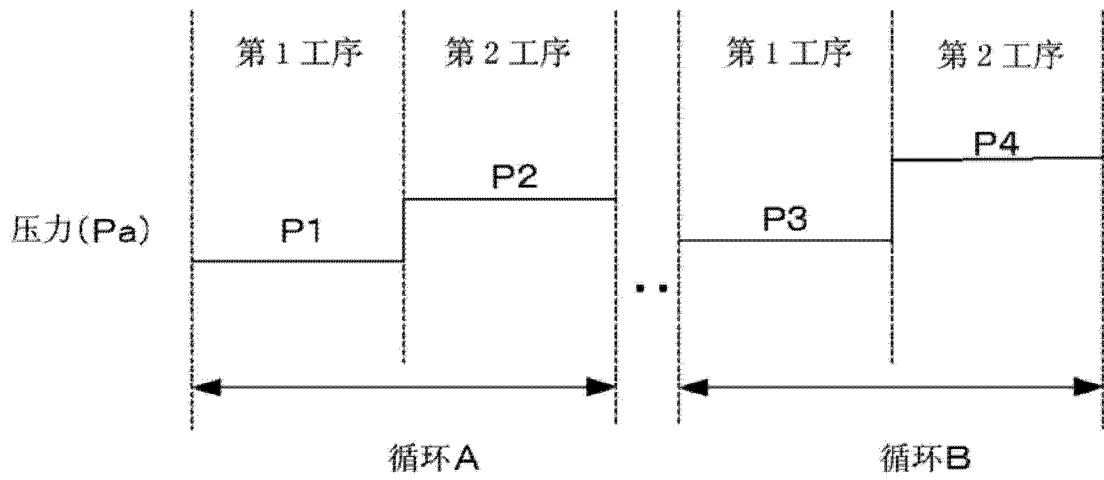 第1工序 第2工序 第1工序 第2工序
P4
P2
P3
压力(Pa) P1
··
循环A 循环B